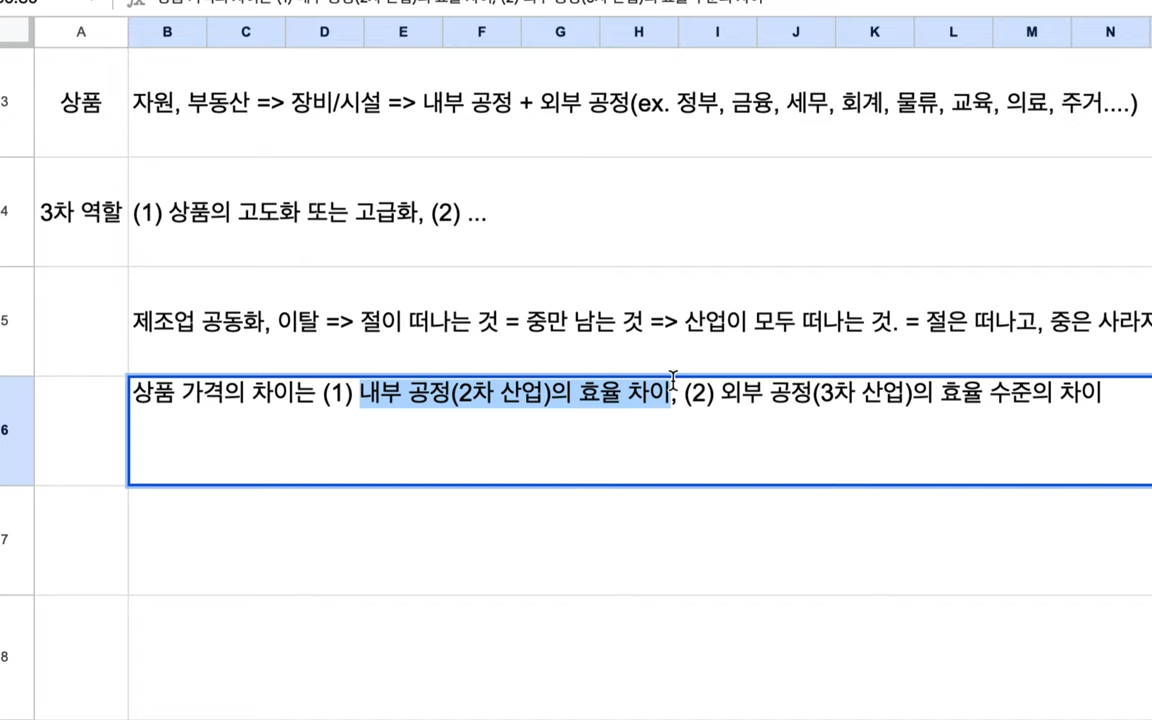 A B C D E F G H I J K L M N
3 상품 자원, 부동산 => 장비/시설 => 내부 공정 + 외부 공정(ex. 정부, 금융, 세무, 회계, 물류, 교육, 의료, 주거....)
4 3차 역할 (1) 상품의 고도화 또는 고급화, (2) ...
5 제조업 공동화, 이탈 => 절이 떠나는 것 = 중만 남는 것 => 산업이 모두 떠나는 것. = 절은 떠나고, 중은
6 상품 가격의 차이는 (1) 내부 공정(2차 산업)의 효율 차이, (2) 외부 공정(3차 산업)의 효율 수준의 차이
7
8